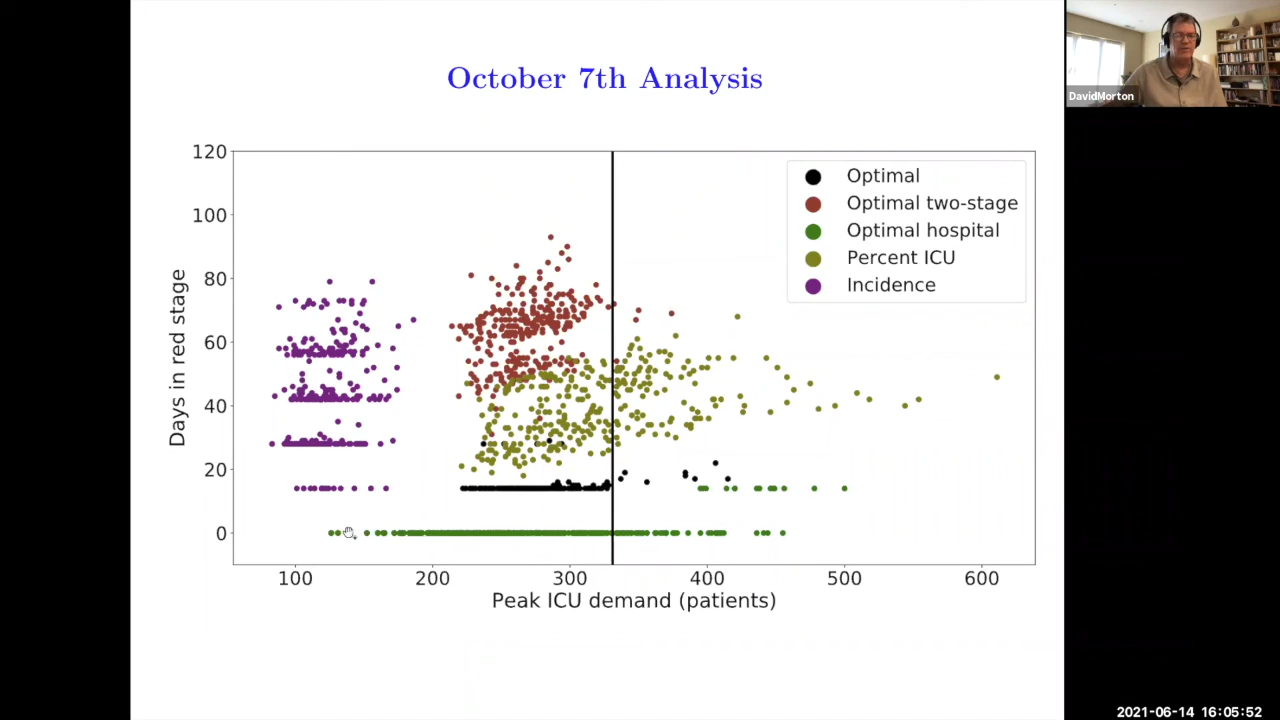 October 7th Analysis
DavidMorton
120
100
80
60
40
20
0
Days in red stage
Optimal
Optimal two-stage
Optimal hospital
Percent ICU
Incidence
100 200 300 400 500 600
Peak ICU demand (patients)
2021-06-14 16:05:52